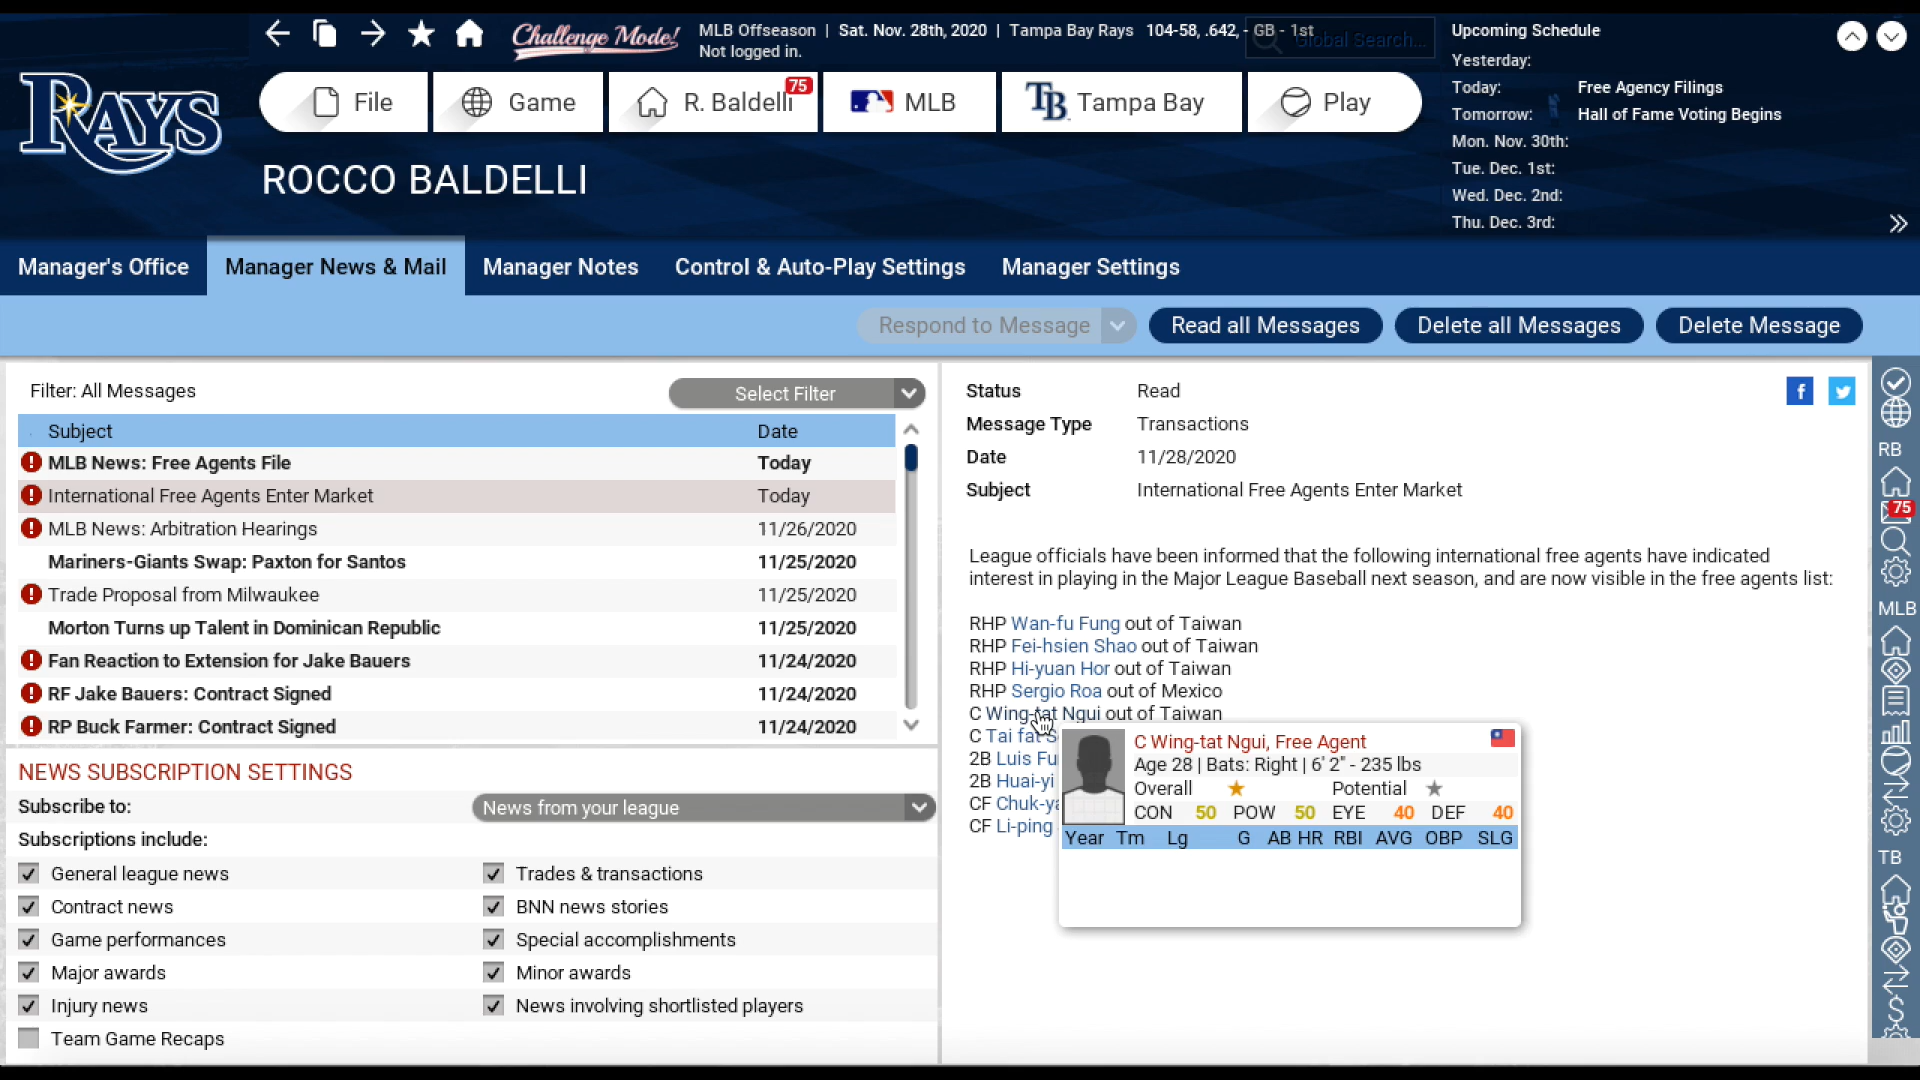 Challenge Mode!
MLB Offseason | Sat. Nov. 28th, 2020 | Tampa Bay Rays 104-58, .642, - GB - 1st
Not logged in.
Global Search...
Upcoming Schedule
Yesterday:
Today: Free Agency Filings
Tomorrow: Hall of Fame Voting Begins
Mon. Nov. 30th:
Tue. Dec. 1st:
Wed. Dec. 2nd:
Thu. Dec. 3rd:
RAYS
File
Game
R. Baldelli
75
MLB
TB Tampa Bay
Play
ROCCO BALDELLI
Manager's Office
Manager News & Mail
Manager Notes
Control & Auto-Play Settings
Manager Settings
Respond to Message
Read all Messages
Delete all Messages
Delete Message
Filter: All Messages
Select Filter
Subject Date
MLB News: Free Agents File Today
International Free Agents Enter Market Today
MLB News: Arbitration Hearings 11/26/2020
Mariners-Giants Swap: Paxton for Santos 11/25/2020
Trade Proposal from Milwaukee 11/25/2020
Morton Turns up Talent in Dominican Republic 11/25/2020
Fan Reaction to Extension for Jake Bauers 11/24/2020
RF Jake Bauers: Contract Signed 11/24/2020
RP Buck Farmer: Contract Signed 11/24/2020
NEWS SUBSCRIPTION SETTINGS
Subscribe to: News from your league
Subscriptions include:
General league news
Trades & transactions
Contract news
BNN news stories
Game performances
Special accomplishments
Major awards
Minor awards
Injury news
News involving shortlisted players
Team Game Recaps
Status Read
Message Type Transactions
Date 11/28/2020
Subject International Free Agents Enter Market
League officials have been informed that the following international free agents have indicated
interest in playing in the Major League Baseball next season, and are now visible in the free agents list:
RHP Wan-fu Fung out of Taiwan
RHP Fei-hsien Shao out of Taiwan
RHP Hi-yuan Hor out of Taiwan
RHP Sergio Roa out of Mexico
C Wing-tat Ngui out of Taiwan
C Tai fat
2B Luis
2B Huai-yi
CF
CF Li-ping
C Wing-tat Ngui, Free Agent
Age 28 | Bats: Right | 6' 2" - 235 lbs
Overall Potential
CON 50 POW 50 EYE 40 DEF 40
Year Tm Lg G AB HR RBI AVG OBP SLG
RB
75
MLB
TB